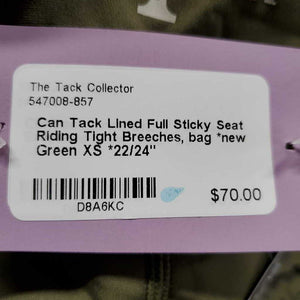 The Tack Collector
547008-857
Can Tack Lined Full Sticky Seat
Riding Tight Breeches, bag *new
Green XS *22/24"
$70.00
D8A6KC